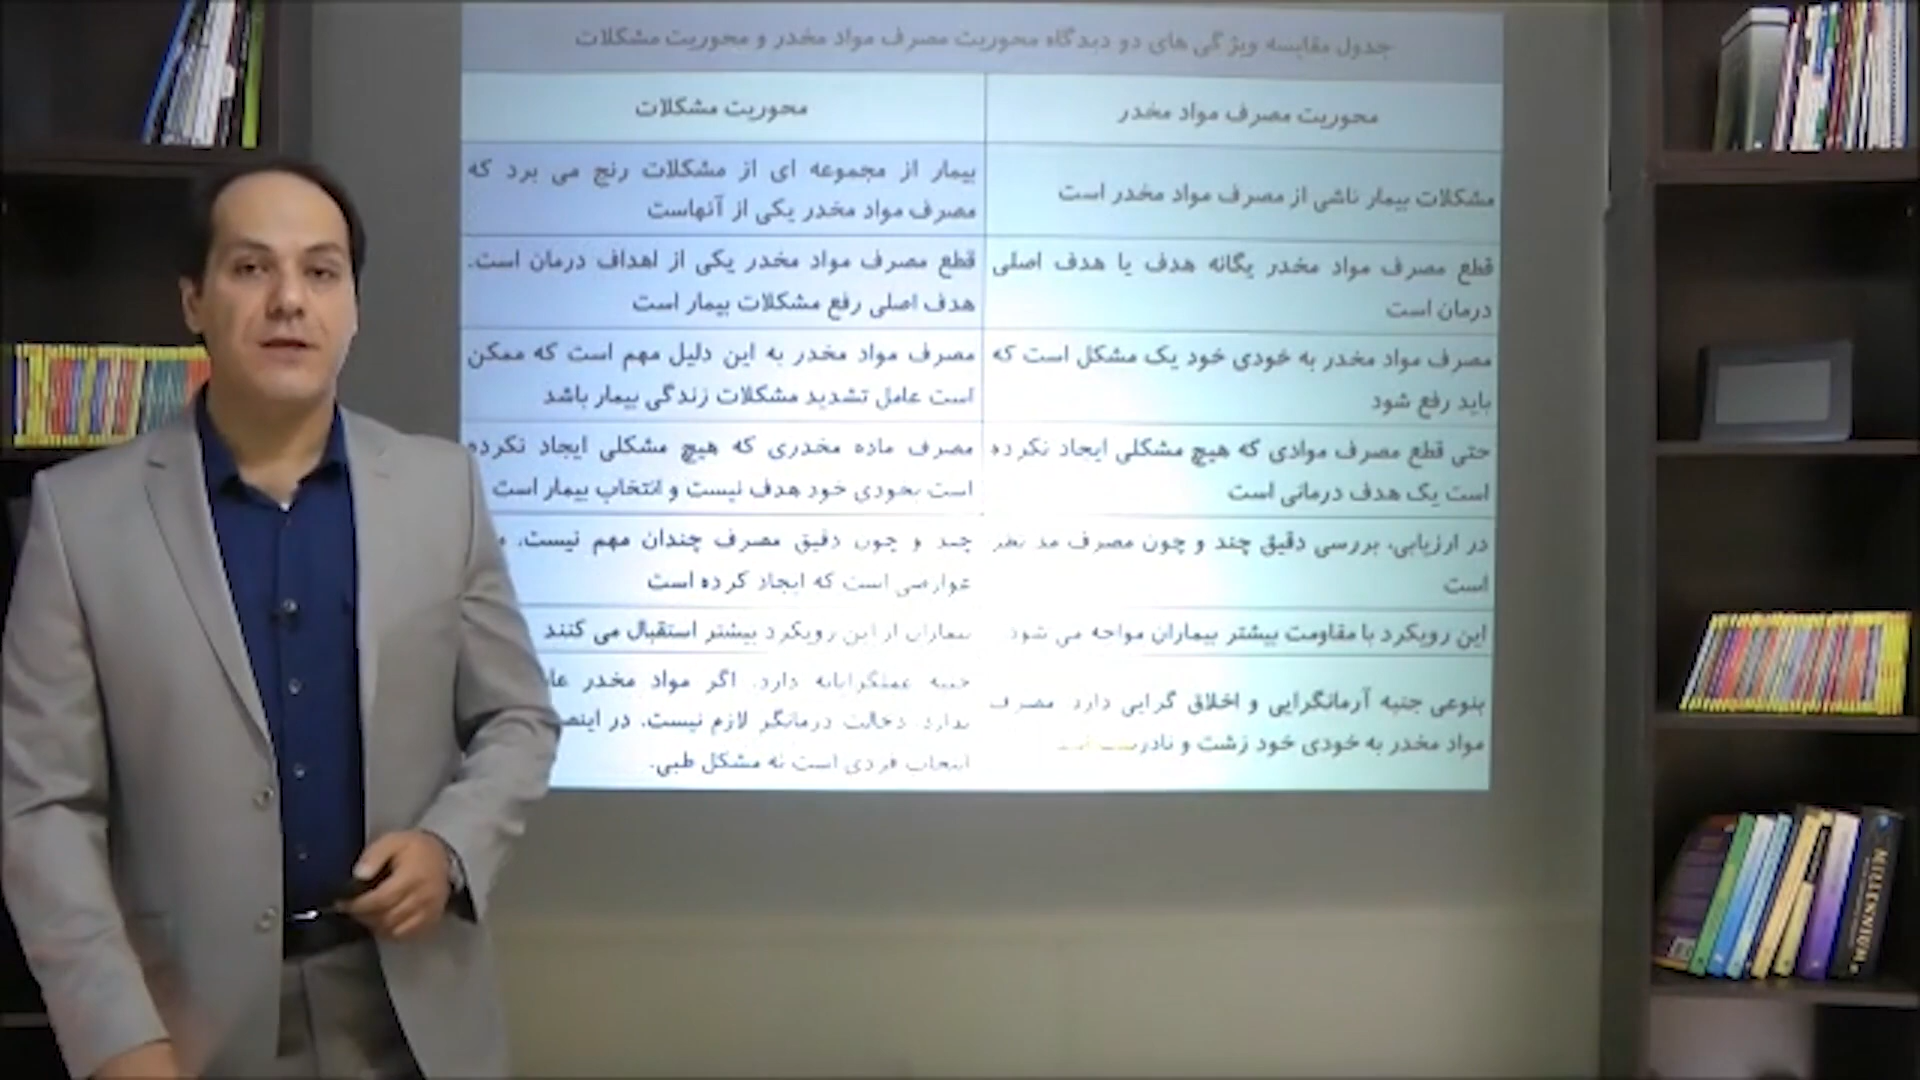 جدول مقایسه ویژگی های دو دیدگاه محوریت مصرف مواد مخدر و محوریت مشکلات
محوریت مصرف مواد مخدر
محوریت مشکلات
مشکلات بیمار ناشی از مصرف مواد مخدر است
بیمار از مجموعه ای از مشکلات رنج می برد که
مصرف مواد مخدر یکی از آنهاست
قطع مصرف مواد مخدر یگانه هدف یا هدف اصلی
درمان است
قطع مصرف مواد مخدر یکی از اهداف درمان است.
هدف اصلی رفع مشکلات بیمار است
مصرف مواد مخدر به خودی خود یک مشکل است که
باید رفع شود
مصرف مواد مخدر به این دلیل مهم است که ممکن
است عامل تشدید مشکلات زندگی بیمار باشد
حتی قطع مصرف موادی که هیچ مشکلی ایجاد نکرده
است یک هدف درمانی است
مصرف ماده مخدری که هیچ مشکلی ایجاد نکرده
است بخودی خود هدف نیست و انتخاب بیمار است
در ارزیابی، بررسی دقیق چند و چون مصرف مد نظر
است
چند و چون دقیق مصرف چندان مهم نیست.
عوارضی است که ایجاد کرده است
این رویکرد با مقاومت بیشتر بیماران مواجه می شود
بیماران از این رویکرد بیشتر استقبال می کنند
بنوعی جنبه آرمانگرایی و اخلاق گرایی دارد. مصرف
مواد مخدر به خودی خود زشت و نادرست است
جنبه عملگرایانه دارد. اگر مواد مخدر
ندارد، دخالت درمانگر لازم نیست. در
انتخاب فردی است نه مشکل طبی.
MILLENNIUM